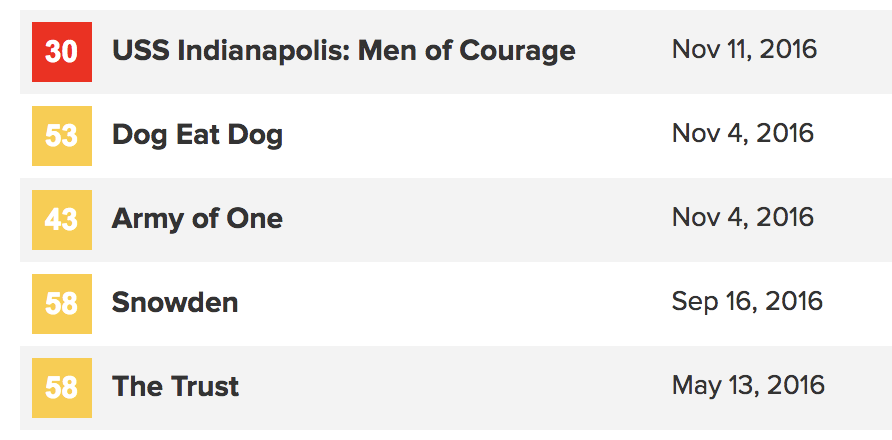 30 USS Indianapolis: Men of Courage Nov 11, 2016
53 Dog Eat Dog Nov 4, 2016
43 Army of One Nov 4, 2016
58 Snowden Sep 16, 2016
58 The Trust May 13, 2016